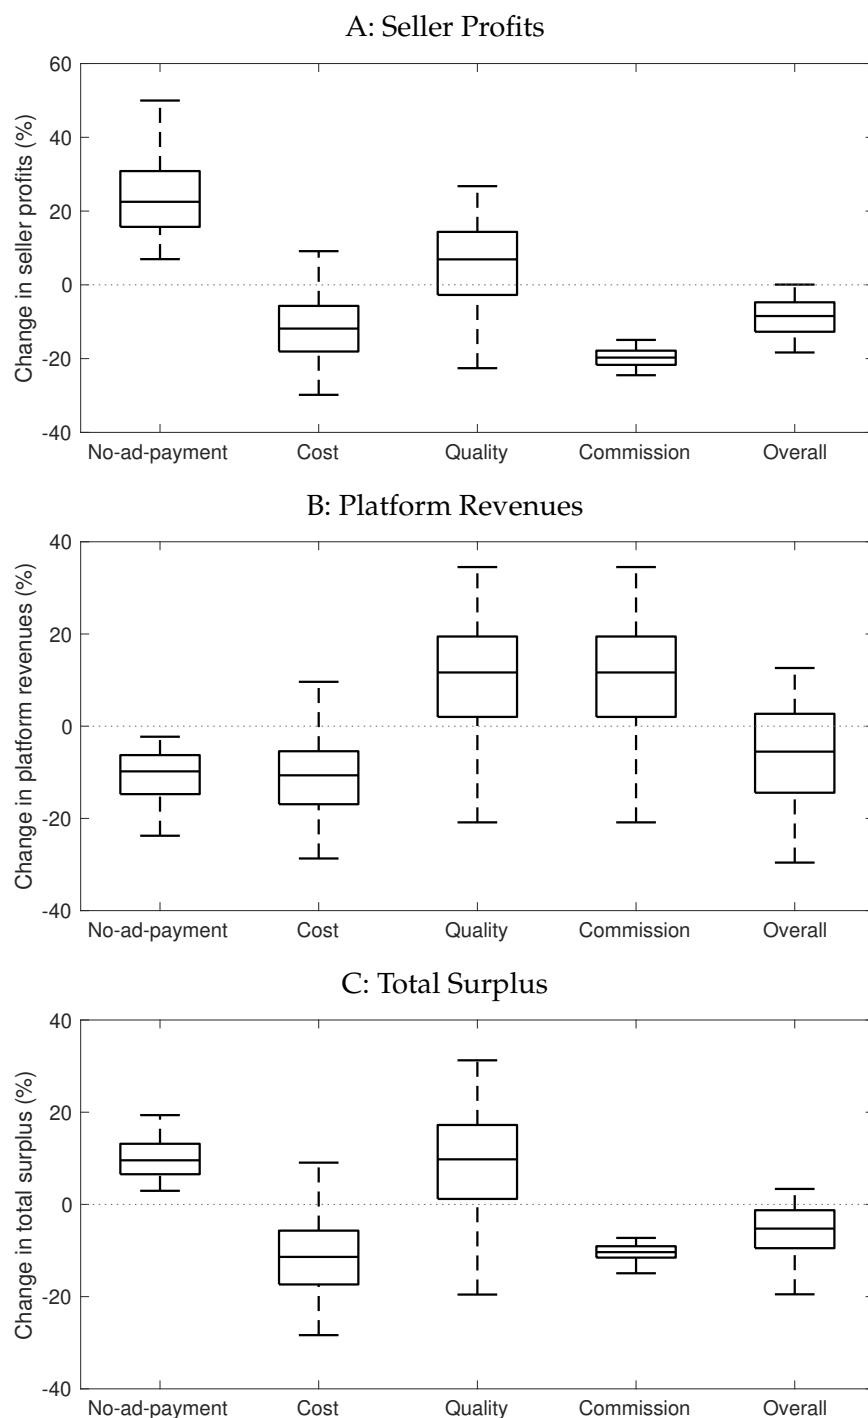 A: Seller Profits
60
40
20
0
-20
-40
Change in seller profits (%)
No-ad-payment Cost Quality Commission Overall
B: Platform Revenues
40
20
0
-20
-40
Change in platform revenues (%)
No-ad-payment Cost Quality Commission Overall
C: Total Surplus
40
20
0
-20
-40
Change in total surplus (%)
No-ad-payment Cost Quality Commission Overall